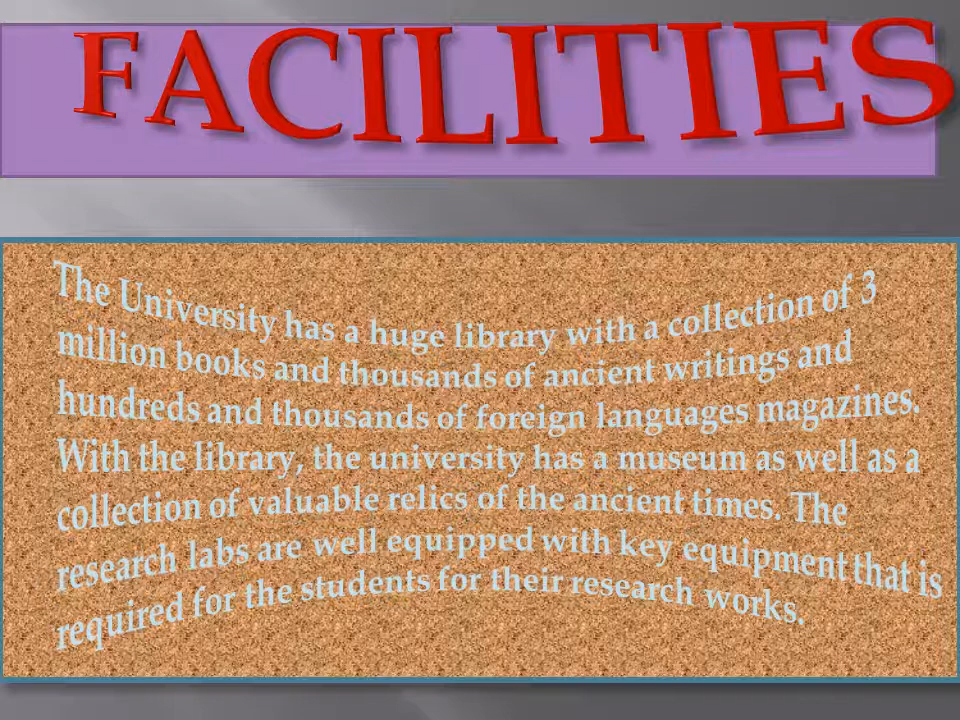 FACILITIES
The University has a huge library with a collection of 3
million books and thousands of ancient writings and
hundreds and thousands of foreign languages magazines.
With the library, the university has a museum as well as a
collection of valuable relics of the ancient times. The
research labs are well equipped with key equipment that is
required for the students for their research works.